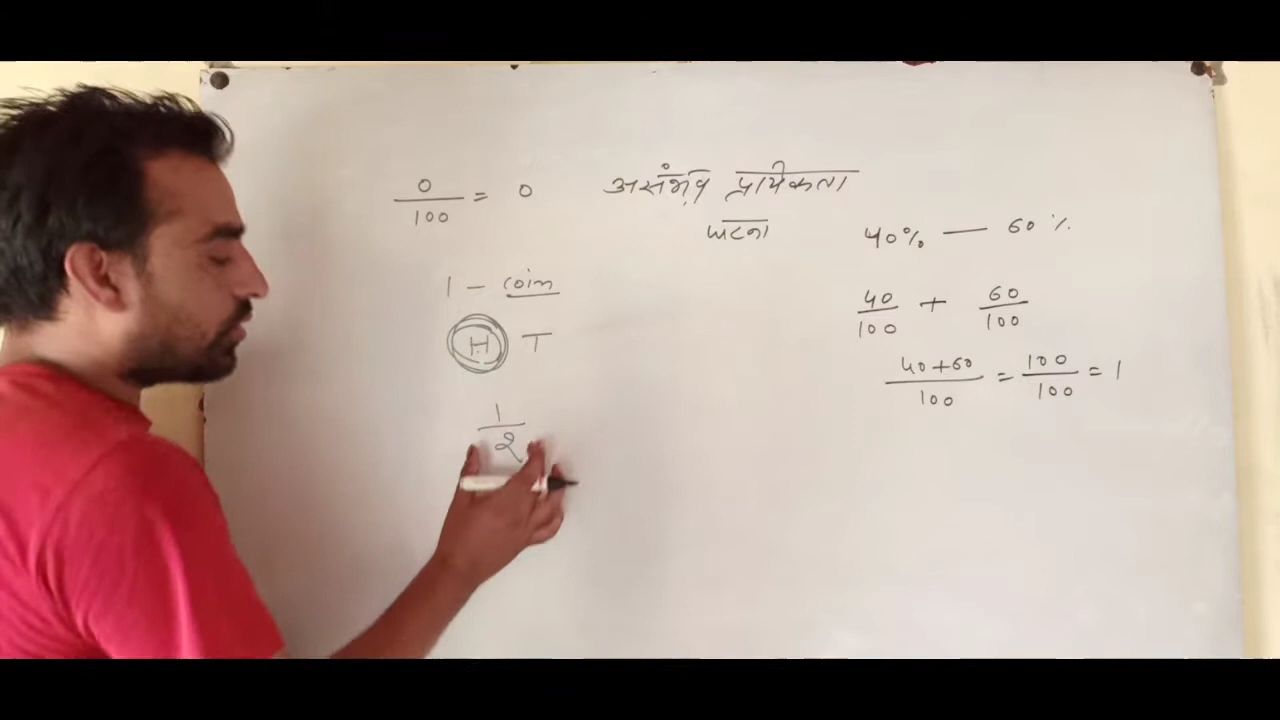 0/100 = 0 असंभव प्रायिकता
घटना
1 - coin
H T
1/2
40% — 60%
40/100 + 60/100
40+60/100 = 100/100 = 1